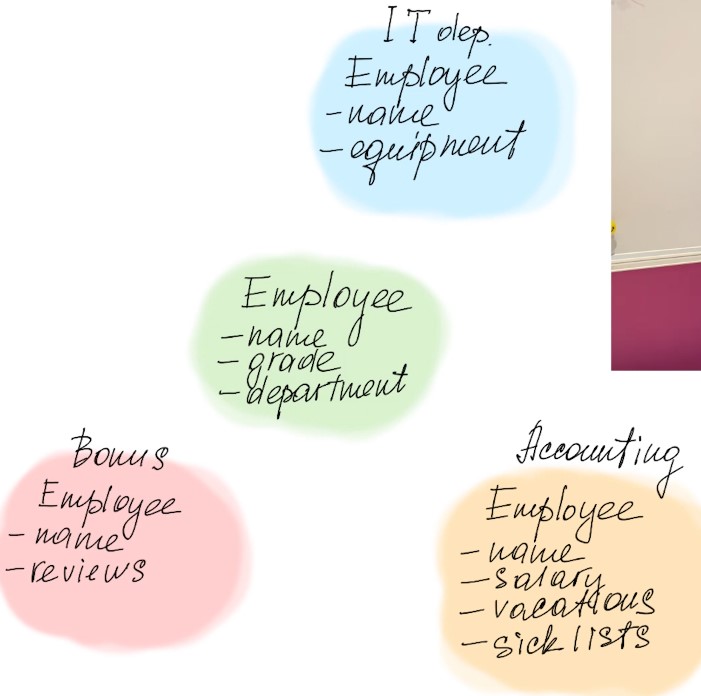 IT dep.
Employee
- name
- equipment
Employee
- name
- grade
- department
Bonus
Employee
- name
- reviews
Accounting
Employee
- name
- salary
- vacations
- sick lists